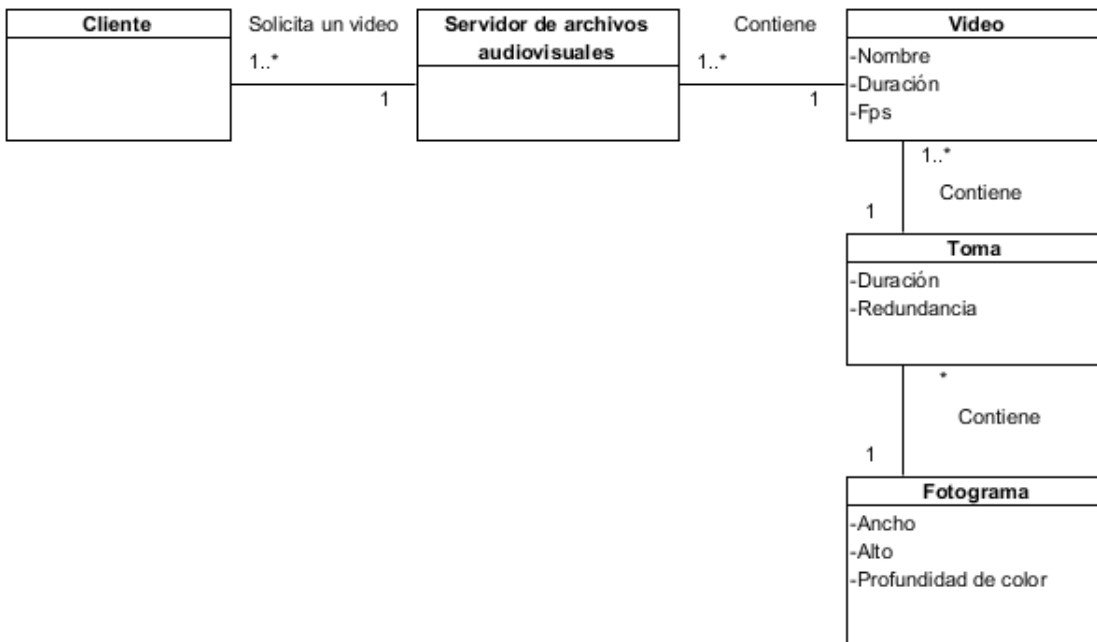 Cliente
Solicita un video
1..*
1
Servidor de archivos
audiovisuales
Contiene
1..*
1
Video
-Nombre
-Duración
-Fps
1..*
Contiene
1
Toma
-Duración
-Redundancia
*
Contiene
1
Fotograma
-Ancho
-Alto
-Profundidad de color